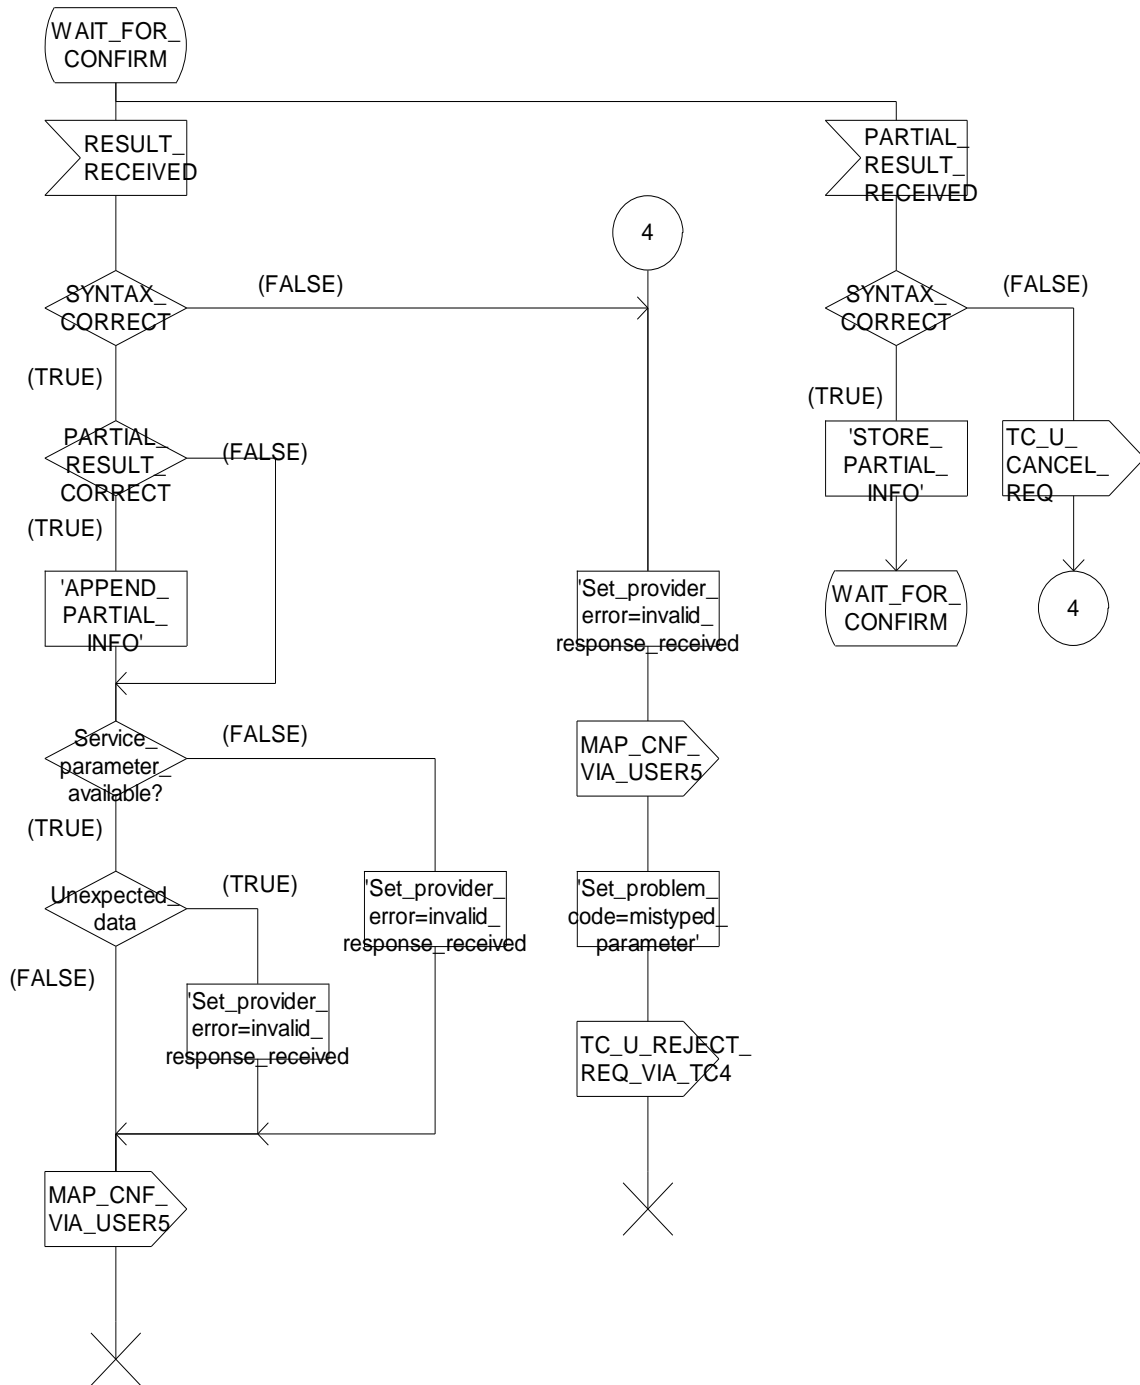 WAIT_FOR_
CONFIRM
RESULT_
RECEIVED
SYNTAX_
CORRECT
(FALSE)
(TRUE)
PARTIAL_
RESULT_
CORRECT
(FALSE)
(TRUE)
'APPEND_
PARTIAL_
INFO'
Service_
parameter_
available?
(FALSE)
(TRUE)
Unexpected_
data
(TRUE)
(FALSE)
'Set_provider_
error=invalid_
response_received
'Set_provider_
error=invalid_
response_received
MAP_CNF_
VIA_USER5
4
'Set_provider_
error=invalid_
response_received
MAP_CNF_
VIA_USER5
'Set_problem_
code=mistyped_
parameter'
TC_U_REJECT_
REQ_VIA_TC4
PARTIAL_
RESULT_
RECEIVED
SYNTAX_
CORRECT
(FALSE)
(TRUE)
'STORE_
PARTIAL_
INFO'
WAIT_FOR_
CONFIRM
TC_U_
CANCEL_
REQ
4